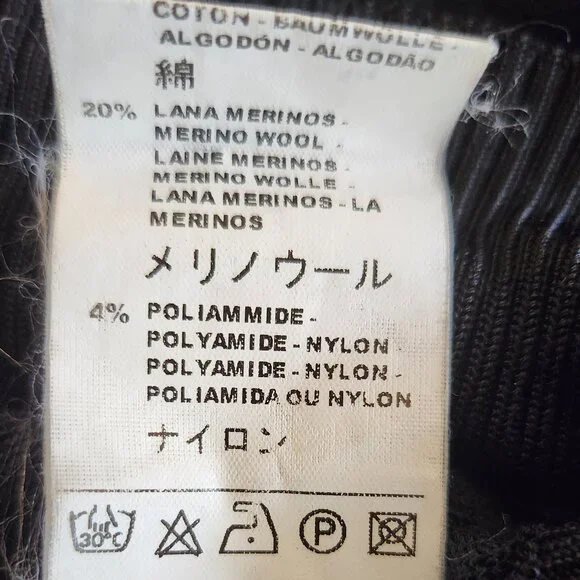 COTON - BAUMWOLLE -
ALGODÓN - ALGODÃO
綿
20% LANA MERINOS -
MERINO WOOL -
LAINE MERINOS -
MERINO WOLLE -
LANA MERINOS - LA
MERINOS
メリノウール
4% POLIAMMIDE -
POLYAMIDE - NYLON
POLYAMIDE - NYLON -
POLIAMIDA OU NYLON
ナイロン
30°C P